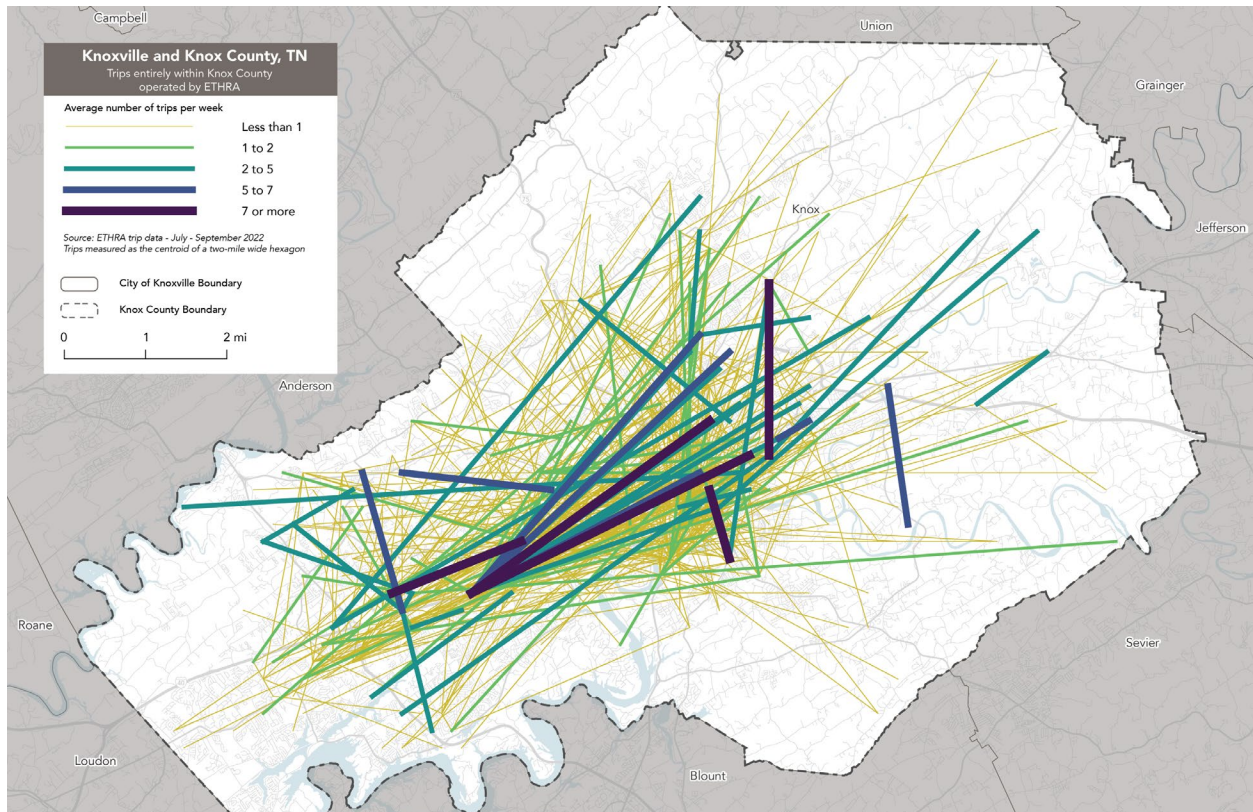 Campbell
Union
Knoxville and Knox County, TN
Trips entirely within Knox County
operated by ETHRA
Average number of trips per week
Less than 1
1 to 2
2 to 5
5 to 7
7 or more
Source: ETHRA trip data - July - September 2022
Trips measured as the centroid of a two-mile wide hexagon
City of Knoxville Boundary
Knox County Boundary
0 1 2 mi
Grainger
Knox
Jefferson
Anderson
Roane
Sevier
Loudon
Blount